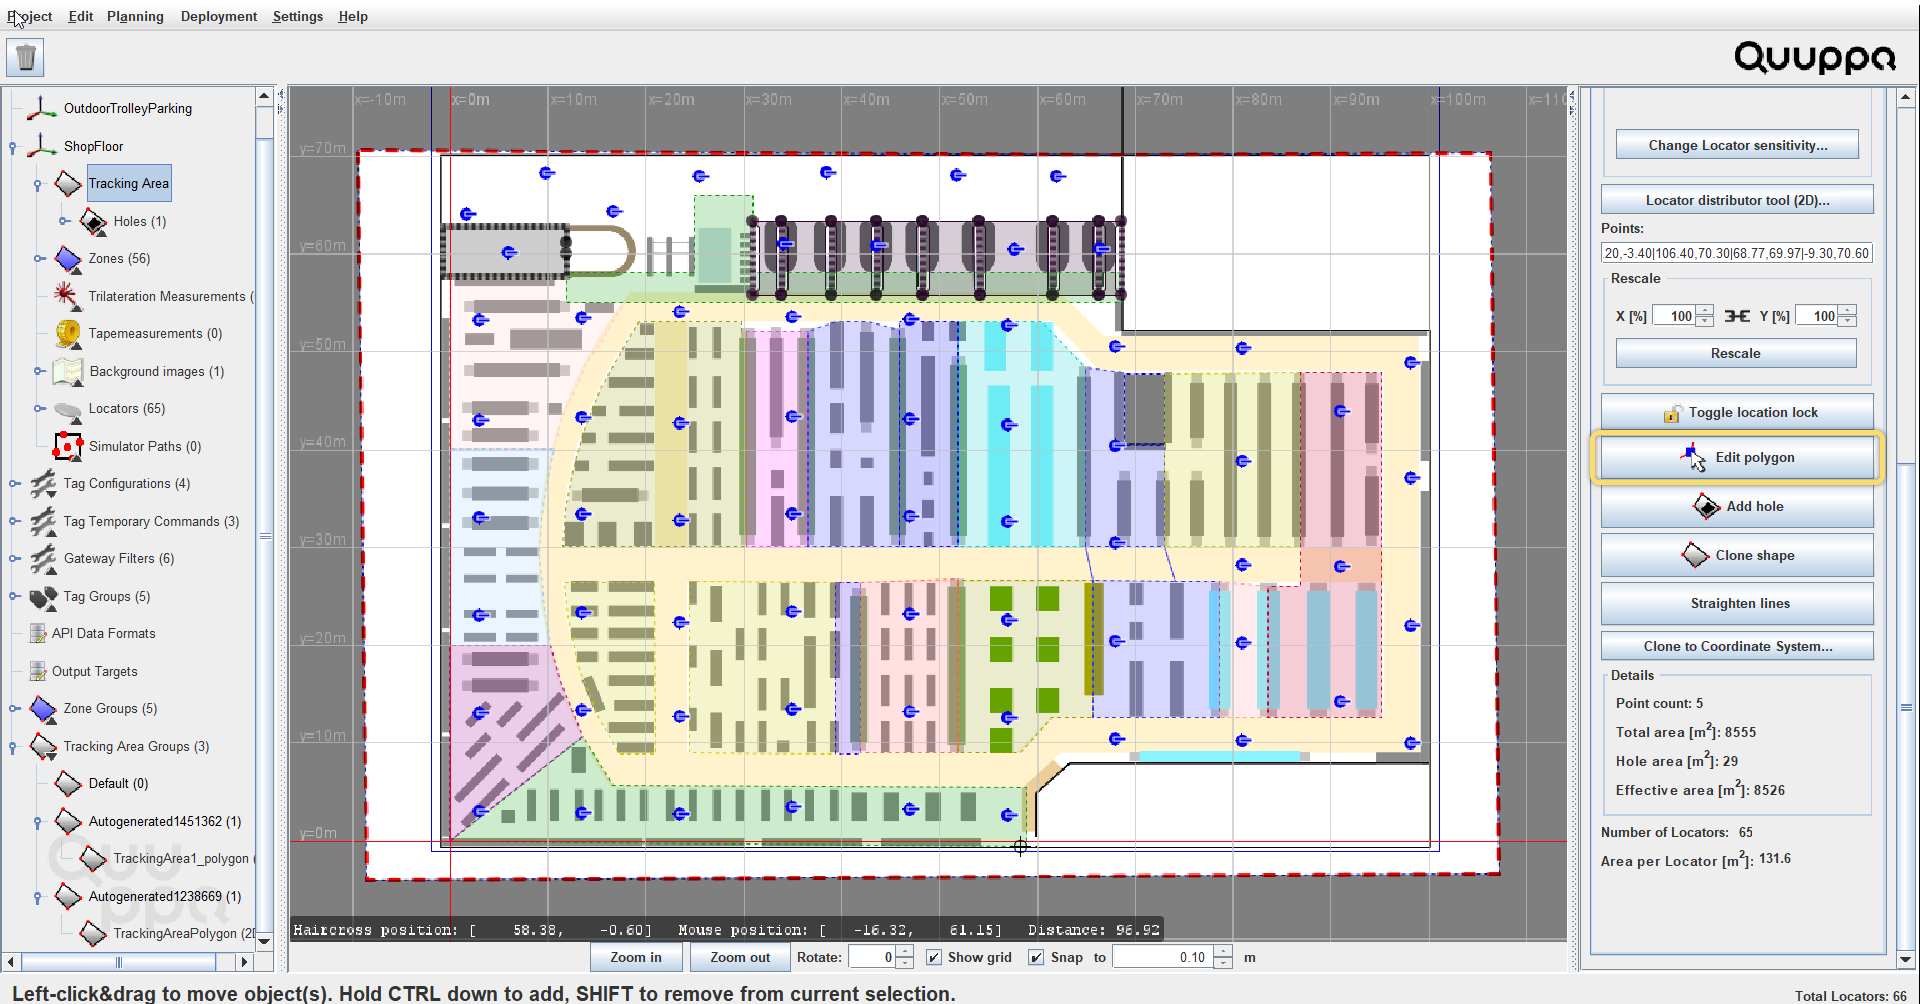 Project Edit Planning Deployment Settings Help
Quuppa
OutdoorTrolleyParking
ShopFloor
Tracking Area
Holes (1)
Zones (56)
Trilateration Measurements (
Tapemeasurements (0)
Background images (1)
Locators (65)
Simulator Paths (0)
Tag Configurations (4)
Tag Temporary Commands (3)
Gateway Filters (6)
Tag Groups (5)
API Data Formats
Output Targets
Zone Groups (5)
Tracking Area Groups (3)
Default (0)
Autogenerated1451362 (1)
TrackingArea1_polygon (
Autogenerated1238669 (1)
TrackingAreaPolygon (2D
Quuppa
x=-10m x=0m x=10m x=20m x=30m x=40m x=50m x=60m x=70m x=80m x=90m x=100m x=110
y=70m
y=60m
y=50m
y=40m
y=30m
y=20m
y=10m
y=0m
Haircross position: [ 58.38, -0.60] Mouse position: [ -16.32, 61.15] Distance: 96.92
Zoom in Zoom out Rotate: 0 Show grid Snap to 0.10 m
Change Locator sensitivity...
Locator distributor tool (2D)...
Points:
20,-3.40|106.40,70.30|68.77,69.97|-9.30,70.60
Rescale
X [%] 100 Y [%] 100
Rescale
Toggle location lock
Edit polygon
Add hole
Clone shape
Straighten lines
Clone to Coordinate System...
Details
Point count: 5
Total area [m2]: 8555
Hole area [m2]: 29
Effective area [m2]: 8526
Number of Locators: 65
Area per Locator [m2]: 131.6
Left-click&drag to move object(s). Hold CTRL down to add, SHIFT to remove from current selection.
Total Locators: 66